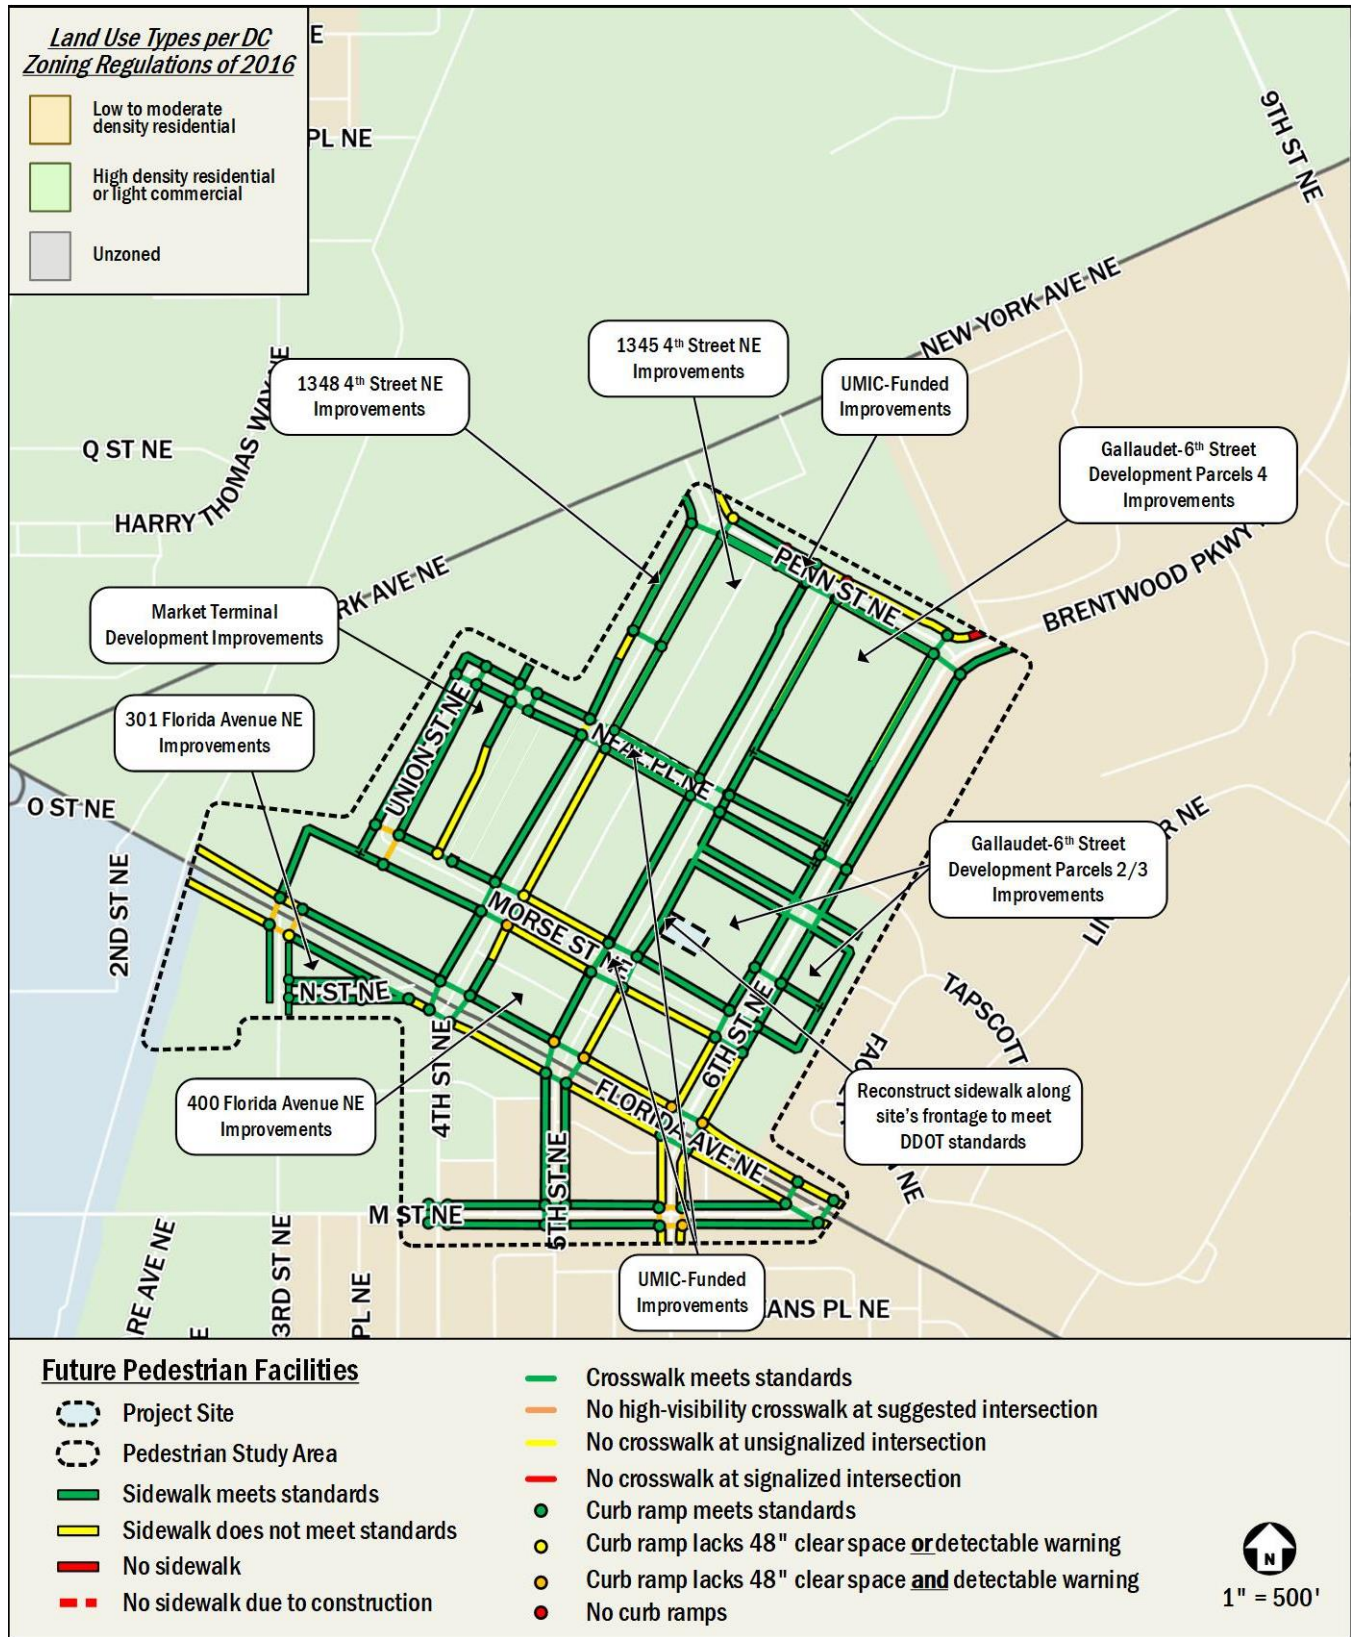 Land Use Types per DC
Zoning Regulations of 2016
Low to moderate
density residential
High density residential
or light commercial
Unzoned
E
PL NE
9TH ST NE
NEW YORK AVE NE
1345 4th Street NE
Improvements
1348 4th Street NE
Improvements
UMIC-Funded
Improvements
Gallaudet-6th Street
Development Parcels 4
Improvements
Q ST NE
HARRY THOMAS WAY NE
RK AVE NE
PENN ST NE
BRENTWOOD PKWY
Market Terminal
Development Improvements
301 Florida Avenue NE
Improvements
UNION ST NE
NEAL PL NE
O ST NE
2ND ST NE
Gallaudet-6th Street
Development Parcels 2/3
Improvements
LIN
R NE
MORSE ST NE
N ST NE
6TH ST NE
TAPSCOTT
FAC
NE
4TH ST NE
400 Florida Avenue NE
Improvements
Reconstruct sidewalk along
site's frontage to meet
DDOT standards
FLORIDA AVE NE
5TH ST NE
M ST NE
UMIC-Funded
Improvements
ANS PL NE
RE AVE NE
E
3RD ST NE
PL NE
Future Pedestrian Facilities
Project Site
Pedestrian Study Area
Sidewalk meets standards
Sidewalk does not meet standards
No sidewalk
No sidewalk due to construction
Crosswalk meets standards
No high-visibility crosswalk at suggested intersection
No crosswalk at unsignalized intersection
No crosswalk at signalized intersection
Curb ramp meets standards
Curb ramp lacks 48" clear space or detectable warning
Curb ramp lacks 48" clear space and detectable warning
No curb ramps
N
1" = 500'